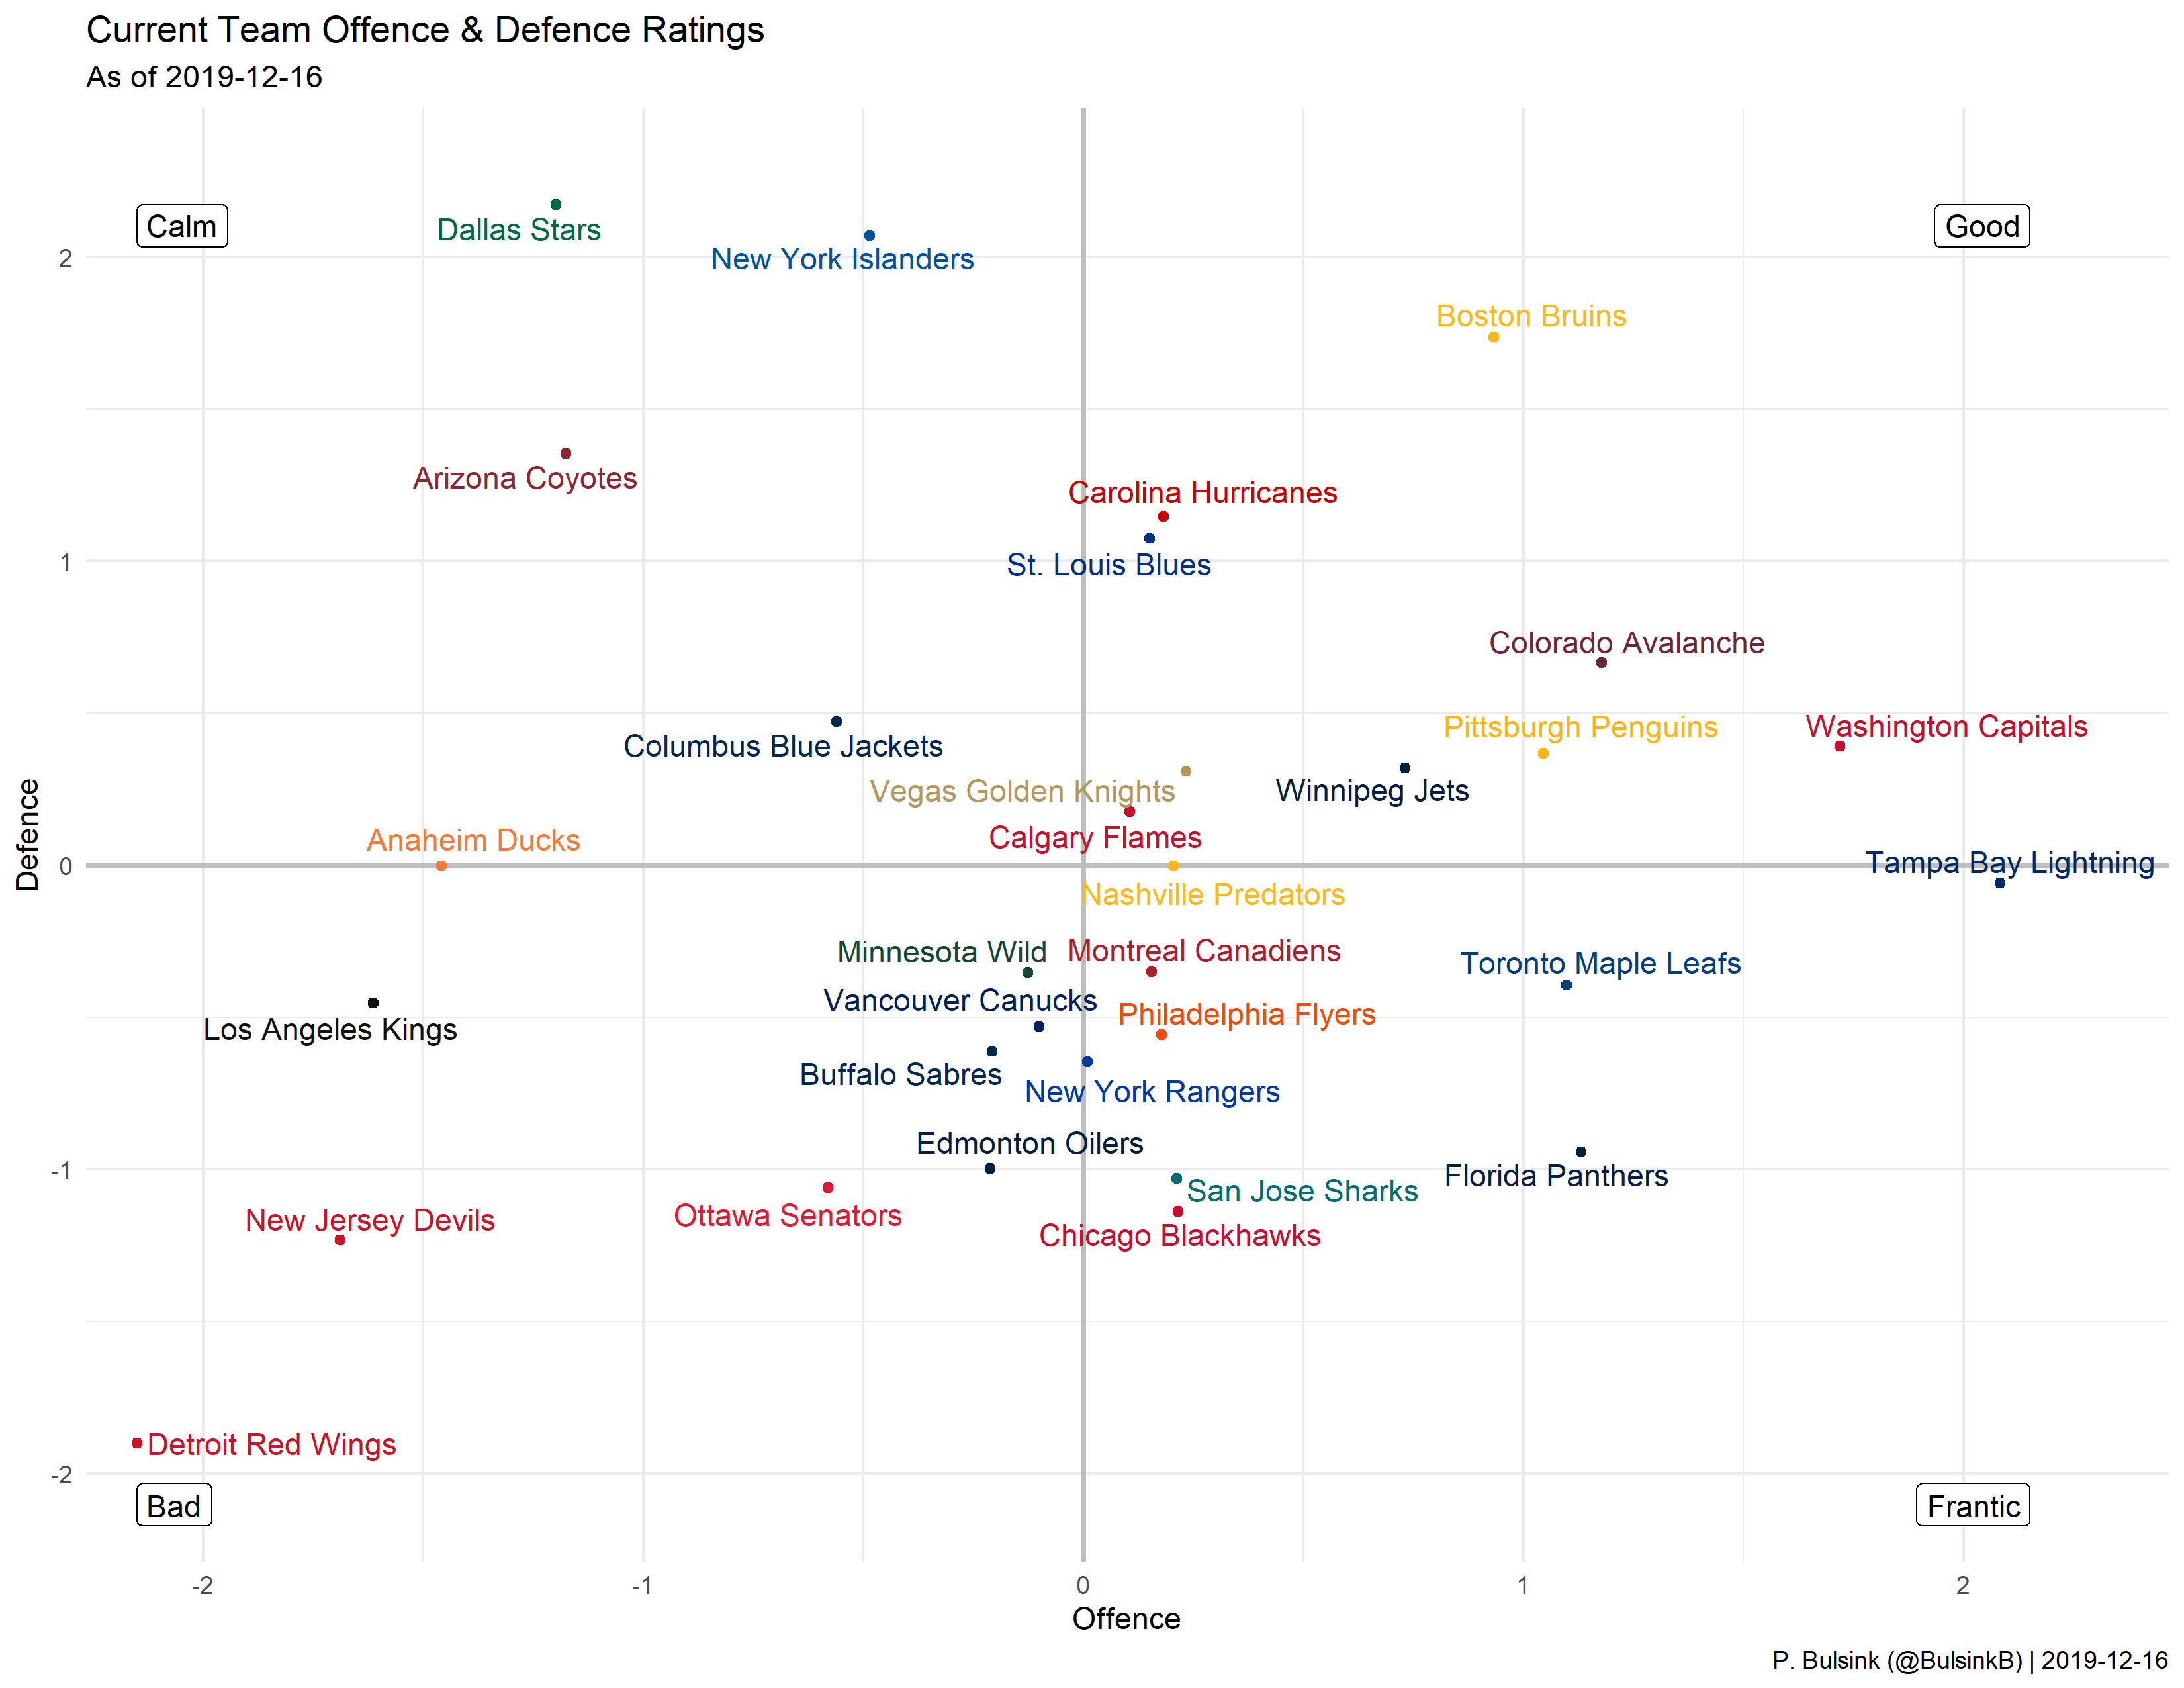 Current Team Offence & Defence Ratings
As of 2019-12-16
Calm
Good
Dallas Stars
New York Islanders
2
Boston Bruins
Arizona Coyotes
Carolina Hurricanes
St. Louis Blues
1
Colorado Avalanche
Columbus Blue Jackets
Pittsburgh Penguins
Washington Capitals
Vegas Golden Knights
Winnipeg Jets
Calgary Flames
Anaheim Ducks
Defence
0
Tampa Bay Lightning
Nashville Predators
Minnesota Wild
Montreal Canadiens
Toronto Maple Leafs
Vancouver Canucks
Philadelphia Flyers
Los Angeles Kings
Buffalo Sabres
New York Rangers
Edmonton Oilers
-1
Florida Panthers
San Jose Sharks
Ottawa Senators
New Jersey Devils
Chicago Blackhawks
Detroit Red Wings
-2
Bad
Frantic
-2
-1
0
1
2
Offence
P. Bulsink (@BulsinkB) | 2019-12-16